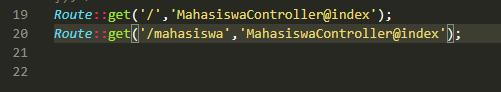 19 Route::get('/','MahasiswaController@index');
20 Route::get('/mahasiswa','MahasiswaController@index');
21
22